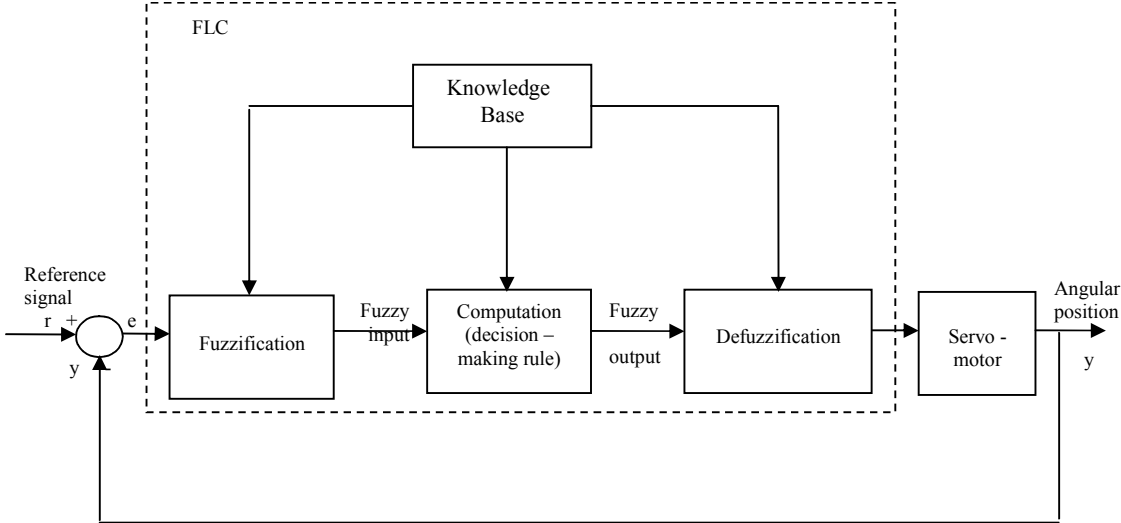 FLC
Knowledge
Base
Reference
signal
r
+
e
y
-
Fuzzification
Fuzzy
input
Computation
(decision –
making rule)
Fuzzy
output
Defuzzification
Servo -
motor
Angular
position
y